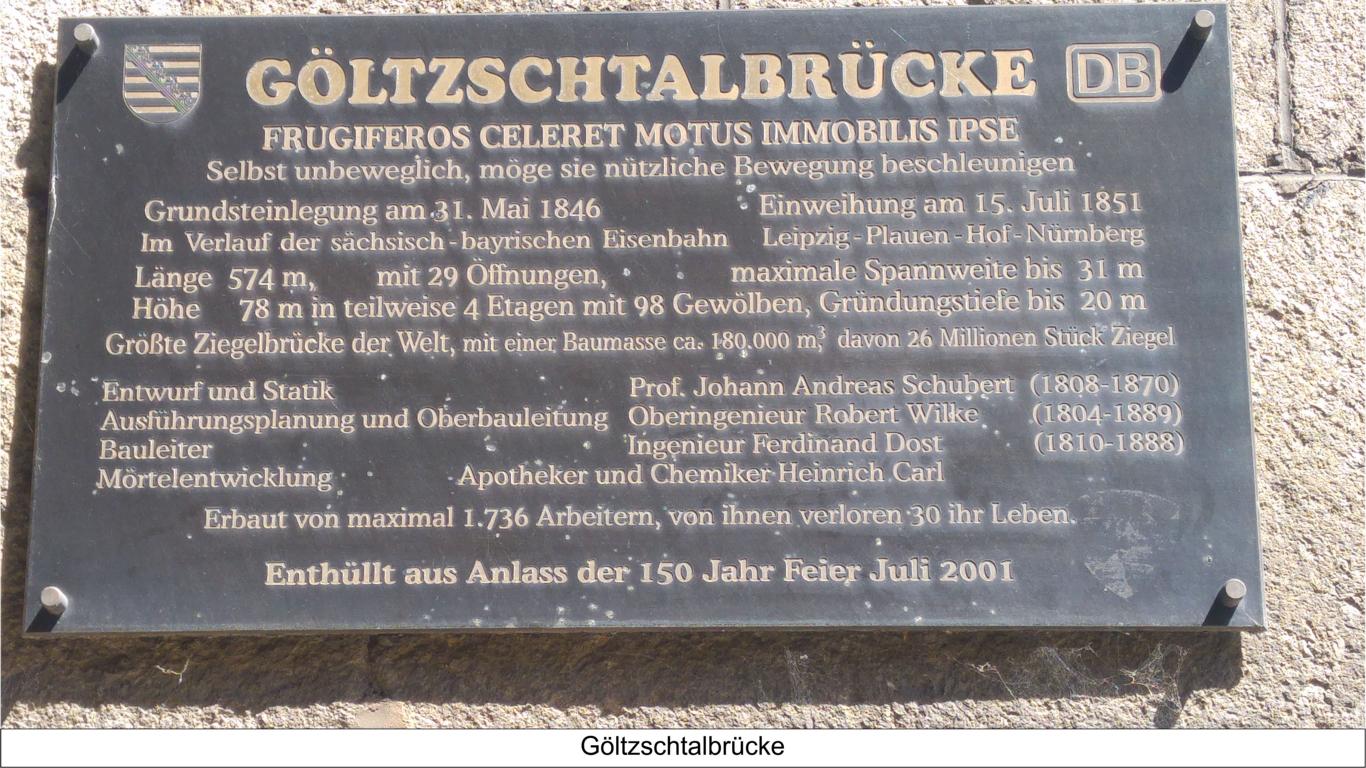 GÖLTZSCHTALBRÜCKE DB
FRUGIFEROS CELERET MOTUS IMMOBILIS IPSE
Selbst unbeweglich, möge sie nützliche Bewegung beschleunigen
Grundsteinlegung am 31. Mai 1846 Einweihung am 15. Juli 1851
Im Verlauf der sächsisch-bayrischen Eisenbahn Leipzig-Plauen-Hof-Nürnberg
Länge 574 m, mit 29 Öffnungen, maximale Spannweite bis 31 m
Höhe 78 m in teilweise 4 Etagen mit 98 Gewölben, Gründungstiefe bis 20 m
Größte Ziegelbrücke der Welt, mit einer Baumasse ca. 180.000 m³, davon 26 Millionen Stück Ziegel
Entwurf und Statik Prof. Johann Andreas Schubert (1808-1870)
Ausführungsplanung und Oberbauleitung Oberingenieur Robert Wilke (1804-1889)
Bauleiter Ingenieur Ferdinand Dost (1810-1888)
Mörtelentwicklung Apotheker und Chemiker Heinrich Carl
Erbaut von maximal 1.736 Arbeitern, von ihnen verloren 30 ihr Leben.
Enthüllt aus Anlass der 150 Jahr Feier Juli 2001
Göltzschtalbrücke